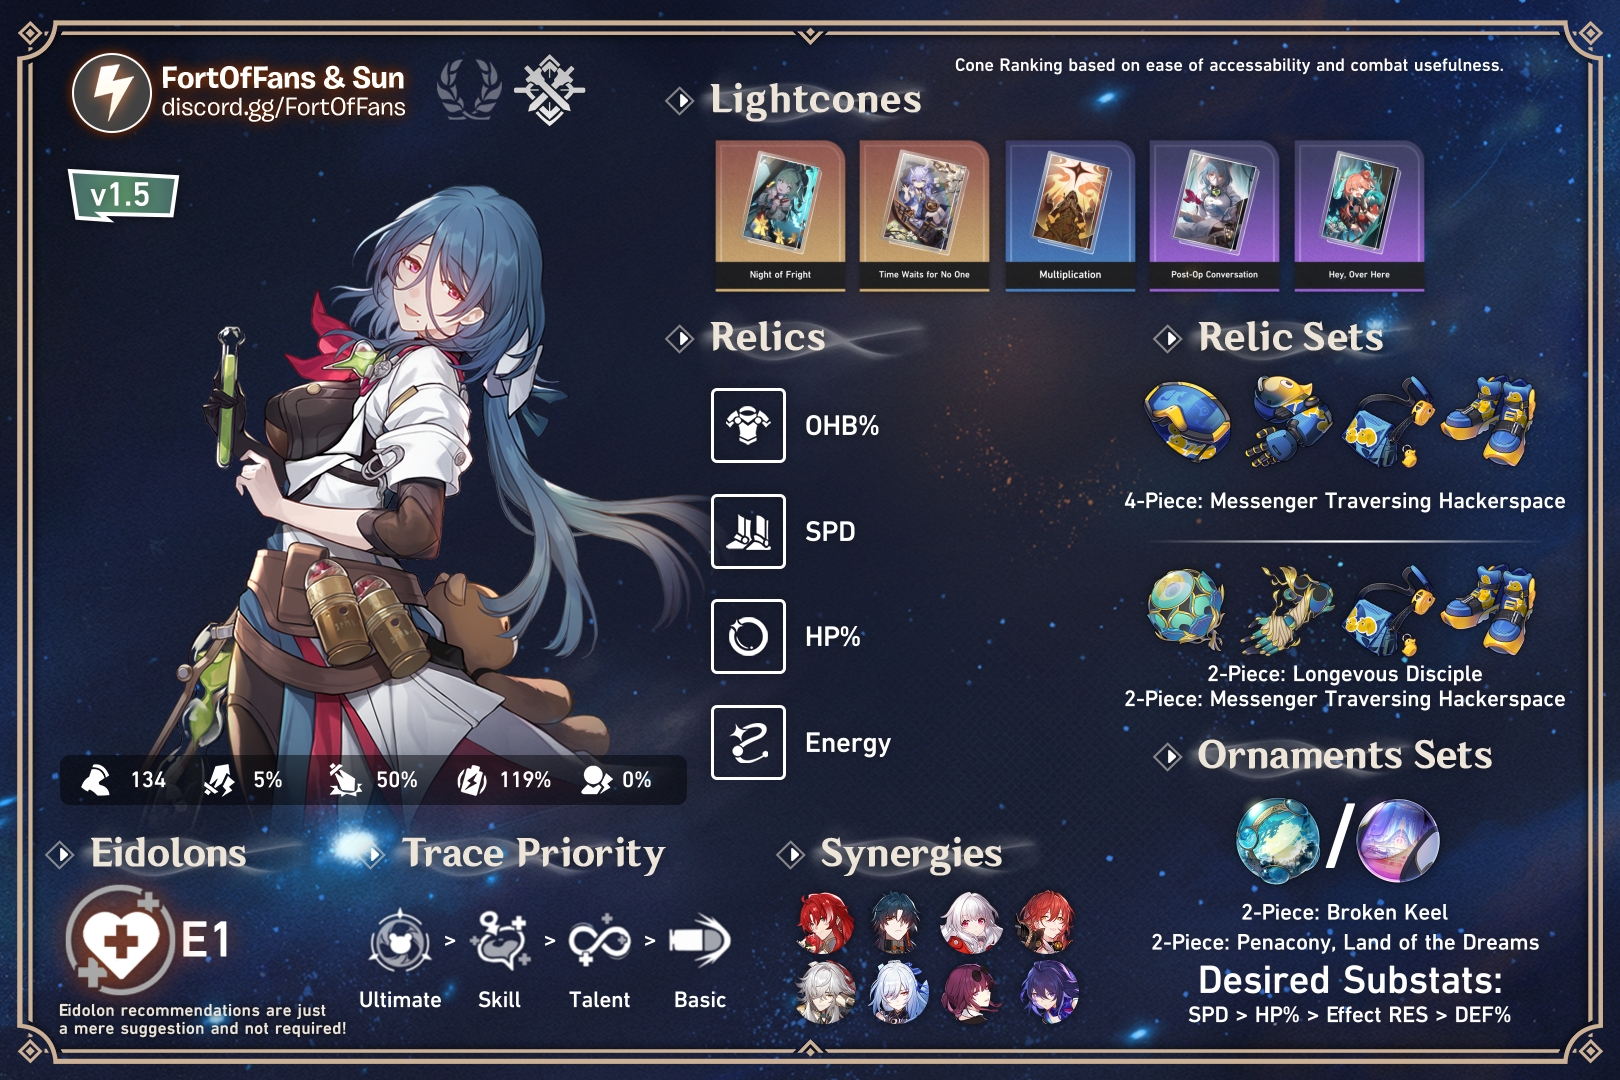 FortOfFans & Sun
discord.gg/FortOfFans
v1.5
Cone Ranking based on ease of accessability and combat usefulness.
Lightcones
Night of Fright
Time Waits for No One
Multiplication
Post-Op Conversation
Hey, Over Here
Relics
OHB%
SPD
HP%
Energy
Relic Sets
4-Piece: Messenger Traversing Hackerspace
2-Piece: Longevous Disciple
2-Piece: Messenger Traversing Hackerspace
Ornaments Sets
/
2-Piece: Broken Keel
2-Piece: Penacony, Land of the Dreams
Desired Substats:
SPD > HP% > Effect RES > DEF%
134 5% 50% 119% 0%
Eidolons
E1
Eidolon recommendations are just
a mere suggestion and not required!
Trace Priority
> > >
Ultimate Skill Talent Basic
Synergies